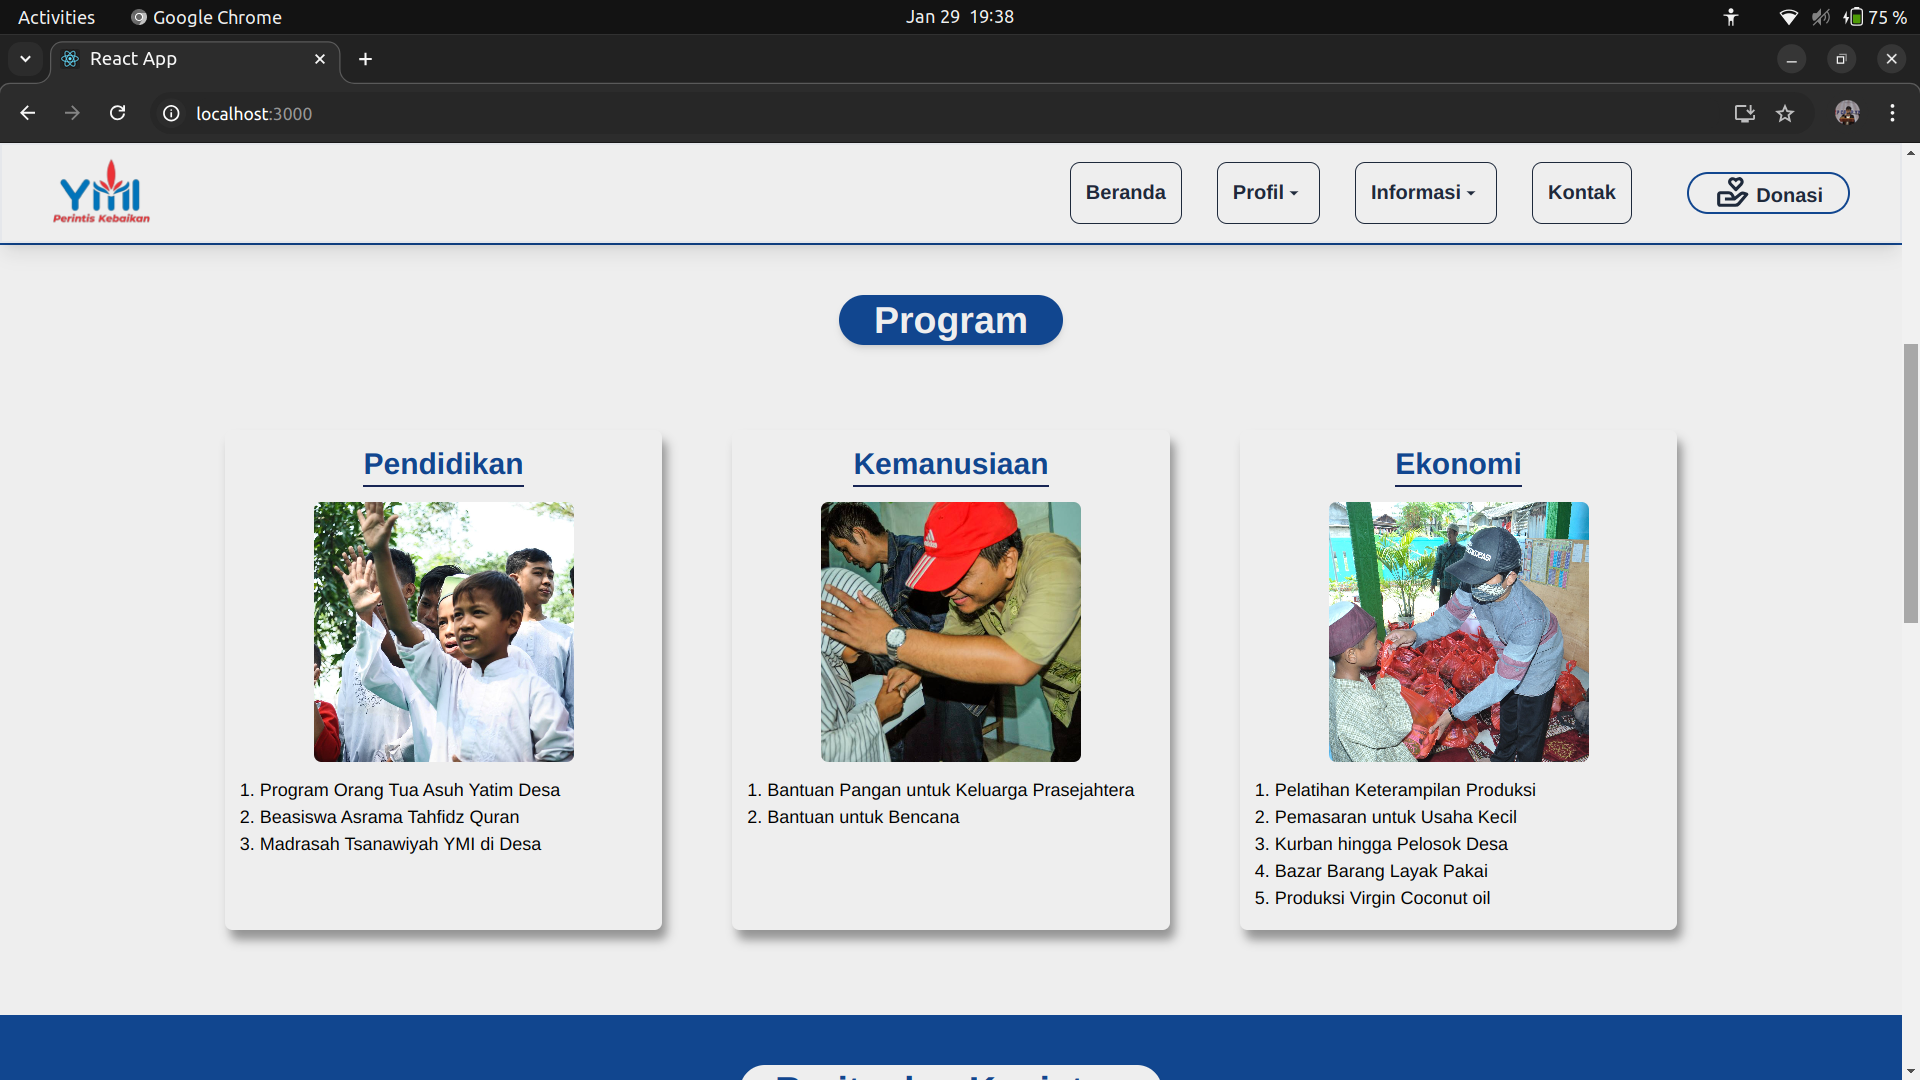 Activities
Google Chrome
Jan 29 19:38
75 %
React App
localhost:3000
YMI
Perintis Kebaikan
Beranda
Profil
Informasi
Kontak
Donasi
Program
Pendidikan
1. Program Orang Tua Asuh Yatim Desa
2. Beasiswa Asrama Tahfidz Quran
3. Madrasah Tsanawiyah YMI di Desa
Kemanusiaan
1. Bantuan Pangan untuk Keluarga Prasejahtera
2. Bantuan untuk Bencana
Ekonomi
1. Pelatihan Keterampilan Produksi
2. Pemasaran untuk Usaha Kecil
3. Kurban hingga Pelosok Desa
4. Bazar Barang Layak Pakai
5. Produksi Virgin Coconut oil